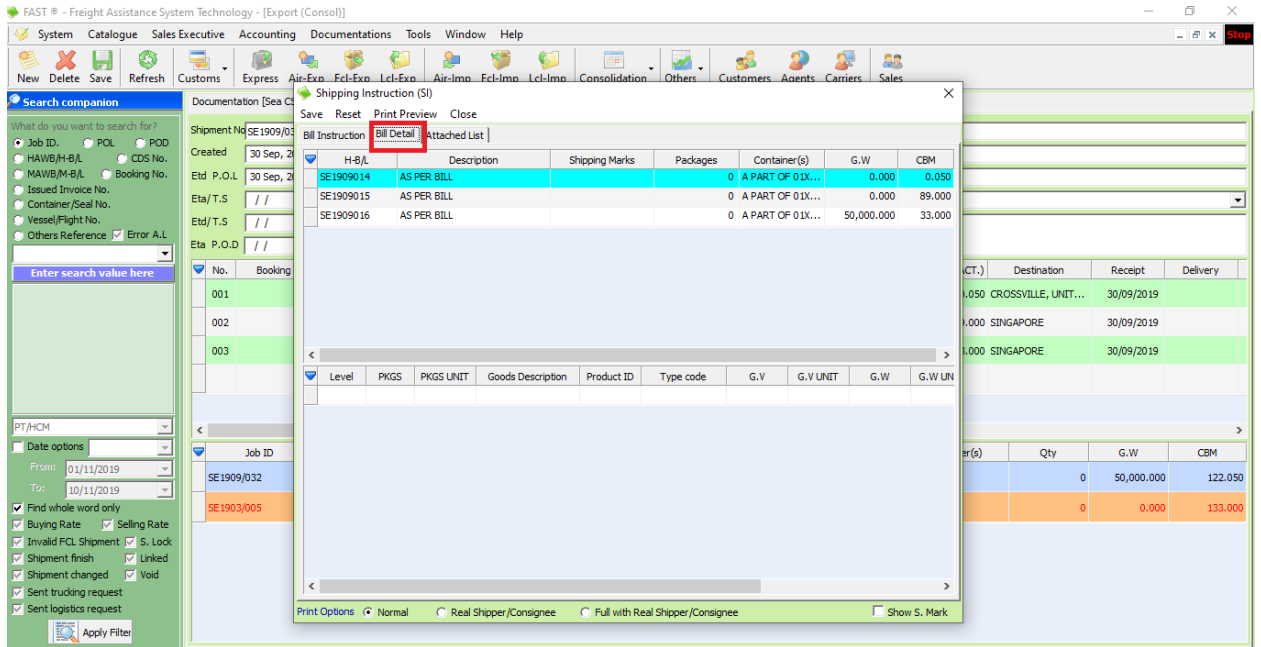 FAST ® - Freight Assistance System Technology - [Export (Consol)]
System Catalogue Sales Executive Accounting Documentations Tools Window Help
Stop
New Delete Save Refresh Customs Express Air-Exp Fcl-Exp Lcl-Exp Air-Imp Fcl-Imp Lcl-Imp Consolidation Others Customers Agents Carriers Sales
Search companion
What do you want to search for?
Job ID. POL POD
HAWB/H-B/L CDS No.
MAWB/M-B/L Booking No.
Issued Invoice No.
Container/Seal No.
Vessel/Flight No.
Others Reference Error A.L
Enter search value here
PT/HCM
Date options
From: 01/11/2019
To: 10/11/2019
Find whole word only
Buying Rate Selling Rate
Invalid FCL Shipment S. Lock
Shipment finish Linked
Shipment changed Void
Sent trucking request
Sent logistics request
Apply Filter
Documentation [Sea
Shipment No SE1909/03
Created 30 Sep, 2
Etd P.O.L 30 Sep, 2
Eta/T.S / /
Etd/T.S / /
Eta P.O.D / /
No. Booking
001
002
003
Job ID
SE1909/032
SE1903/005
Shipping Instruction (SI)
Save Reset Print Preview Close
Bill Instruction Bill Detail Attached List
H-B/L Description Shipping Marks Packages Container(s) G.W CBM
SE1909014 AS PER BILL 0 A PART OF 01X... 0.000 0.050
SE1909015 AS PER BILL 0 A PART OF 01X... 0.000 89.000
SE1909016 AS PER BILL 0 A PART OF 01X... 50,000.000 33.000
Level PKGS PKGS UNIT Goods Description Product ID Type code G.V G.V UNIT G.W G.W UN
Print Options Normal Real Shipper/Consignee Full with Real Shipper/Consignee Show S. Mark
CT.) Destination Receipt Delivery
.050 CROSSVILLE, UNIT... 30/09/2019
.000 SINGAPORE 30/09/2019
.000 SINGAPORE 30/09/2019
er(s) Qty G.W CBM
0 50,000.000 122.050
0 0.000 133.000